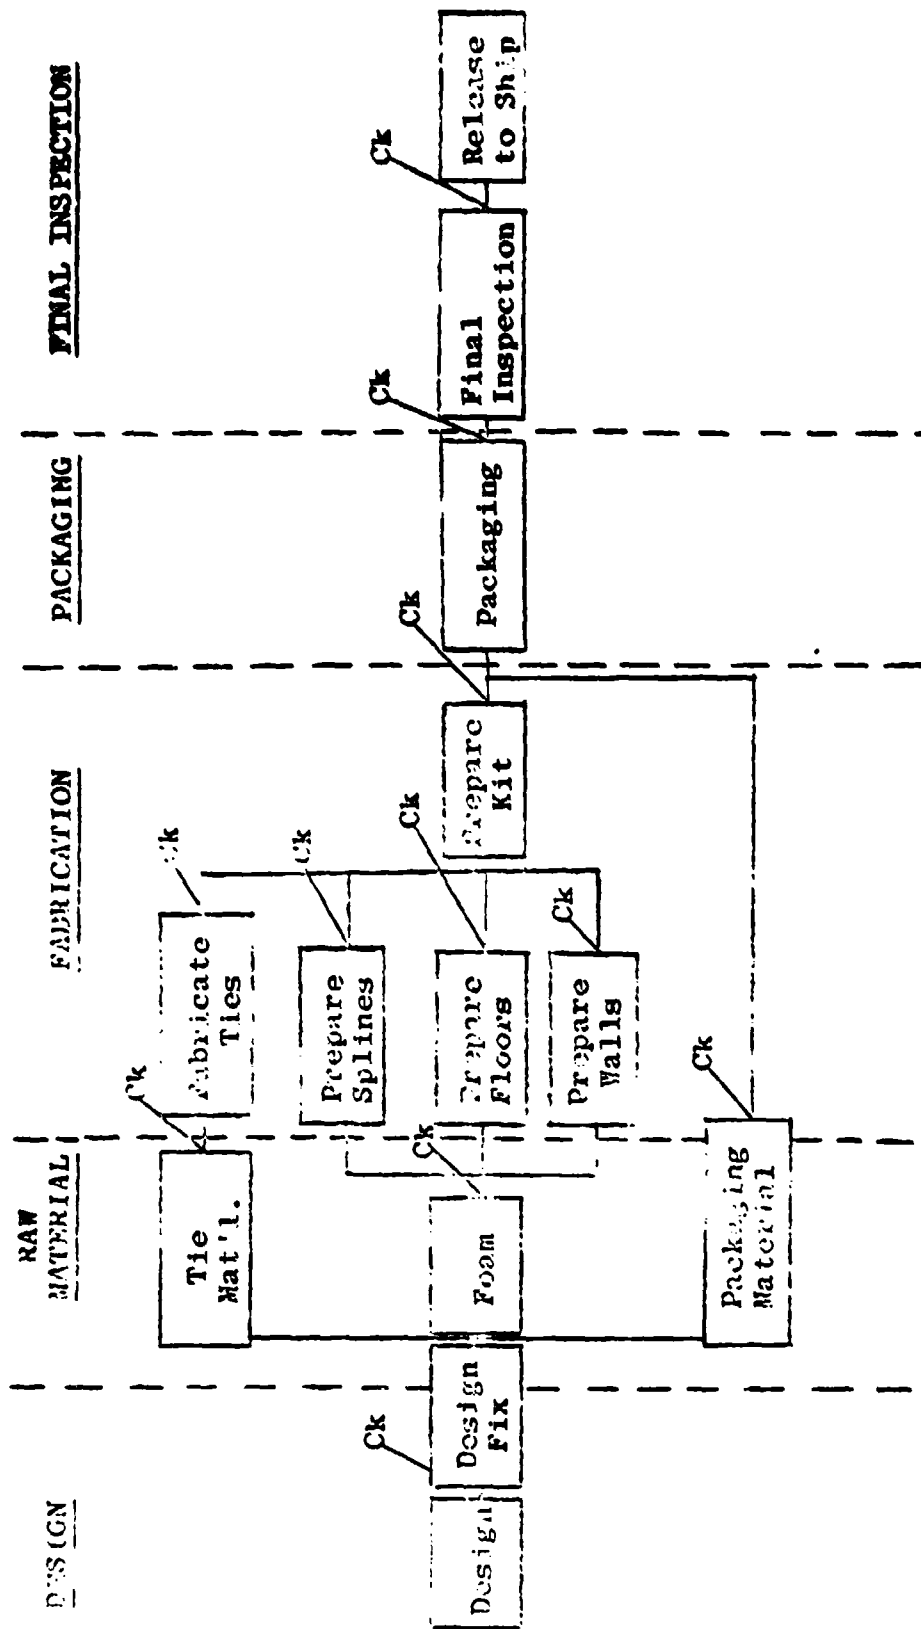 DESIGN
RAW
MATERIAL
FABRICATION
PACKAGING
FINAL INSPECTION
Ck
Ck
Ck
Ck
Ck
Tie
Mat'l.
Fabricate
Ties
Prepare
Splines
Ck
Ck
Ck
Ck
Design
Design
Fix
Foam
Ck
Prepare
Floors
Prepare
Kit
Packaging
Final
Inspection
Release
to Ship
Ck
Prepare
Walls
Ck
Packaging
Material